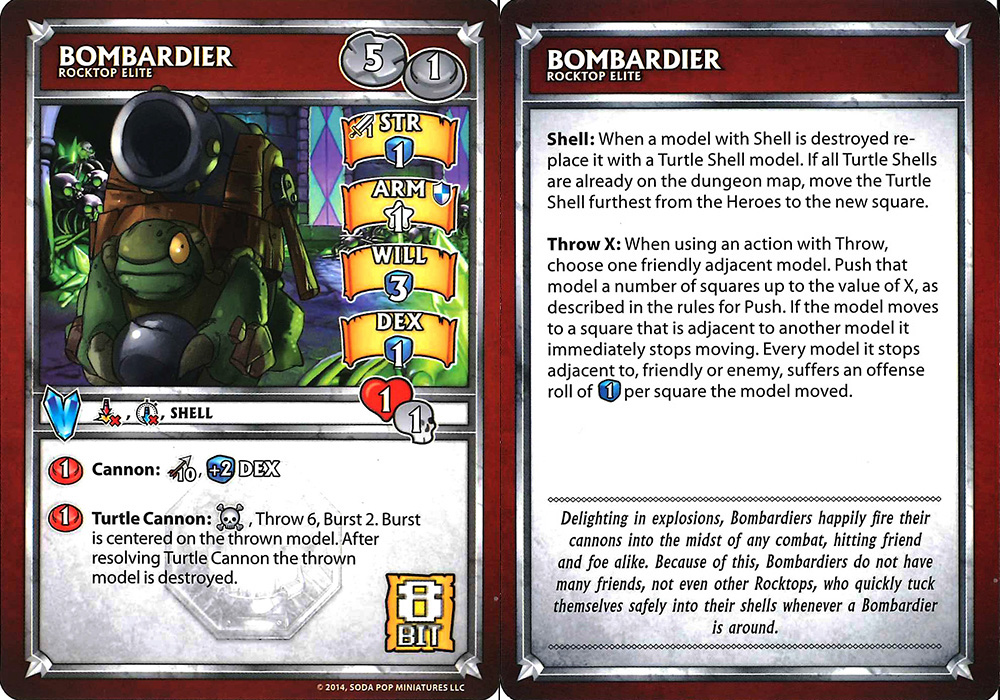 BOMBARDIER
ROCKTOP ELITE
5
1
STR
1
ARM
1
WILL
3
DEX
1
1
1
, , SHELL
1 Cannon: 10, +2 DEX
1 Turtle Cannon: , Throw 6, Burst 2. Burst
is centered on the thrown model. After
resolving Turtle Cannon the thrown
model is destroyed.
8
BIT
© 2014, SODA POP MINIATURES LLC
BOMBARDIER
ROCKTOP ELITE
Shell: When a model with Shell is destroyed re-
place it with a Turtle Shell model. If all Turtle Shells
are already on the dungeon map, move the Turtle
Shell furthest from the Heroes to the new square.
Throw X: When using an action with Throw,
choose one friendly adjacent model. Push that
model a number of squares up to the value of X, as
described in the rules for Push. If the model moves
to a square that is adjacent to another model it
immediately stops moving. Every model it stops
adjacent to, friendly or enemy, suffers an offense
roll of 1 per square the model moved.
Delighting in explosions, Bombardiers happily fire their
cannons into the midst of any combat, hitting friend
and foe alike. Because of this, Bombardiers do not have
many friends, not even other Rocktops, who quickly tuck
themselves safely into their shells whenever a Bombardier
is around.